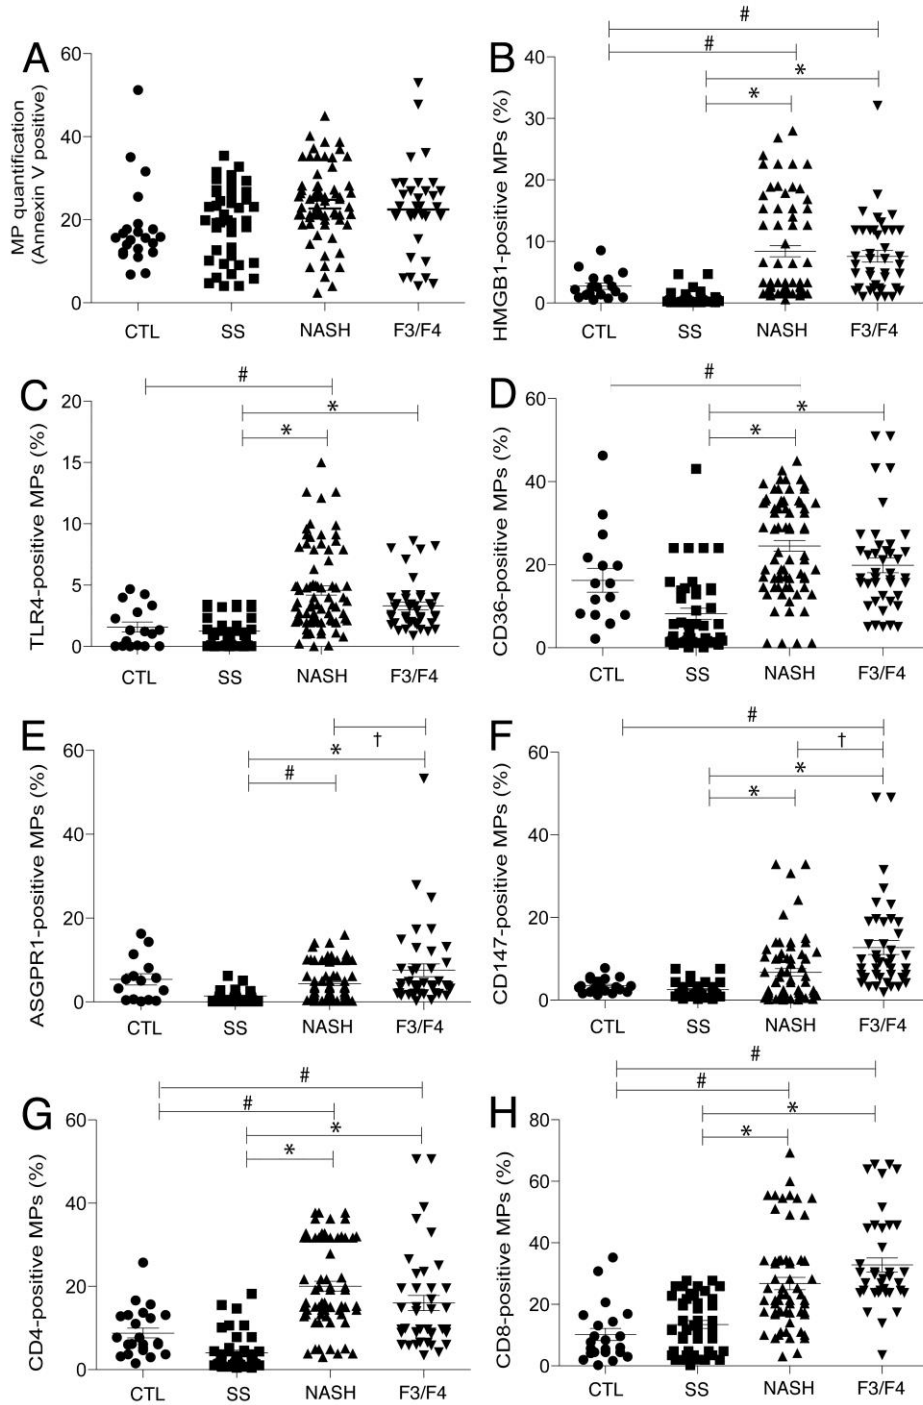 A
MP quantification
(Annexin V positive)
60
40
20
0
CTL SS NASH F3/F4
B
HMGB1-positive MPs (%)
#
#
*
*
40
30
20
10
0
CTL SS NASH F3/F4
C
TLR4-positive MPs (%)
#
*
*
20
15
10
5
0
CTL SS NASH F3/F4
D
CD36-positive MPs (%)
#
*
*
60
40
20
0
CTL SS NASH F3/F4
E
ASGPR1-positive MPs (%)
†
*
#
60
40
20
0
CTL SS NASH F3/F4
F
CD147-positive MPs (%)
#
†
*
*
60
40
20
0
CTL SS NASH F3/F4
G
CD4-positive MPs (%)
#
#
*
*
60
40
20
0
CTL SS NASH F3/F4
H
CD8-positive MPs (%)
#
#
*
*
80
60
40
20
0
CTL SS NASH F3/F4